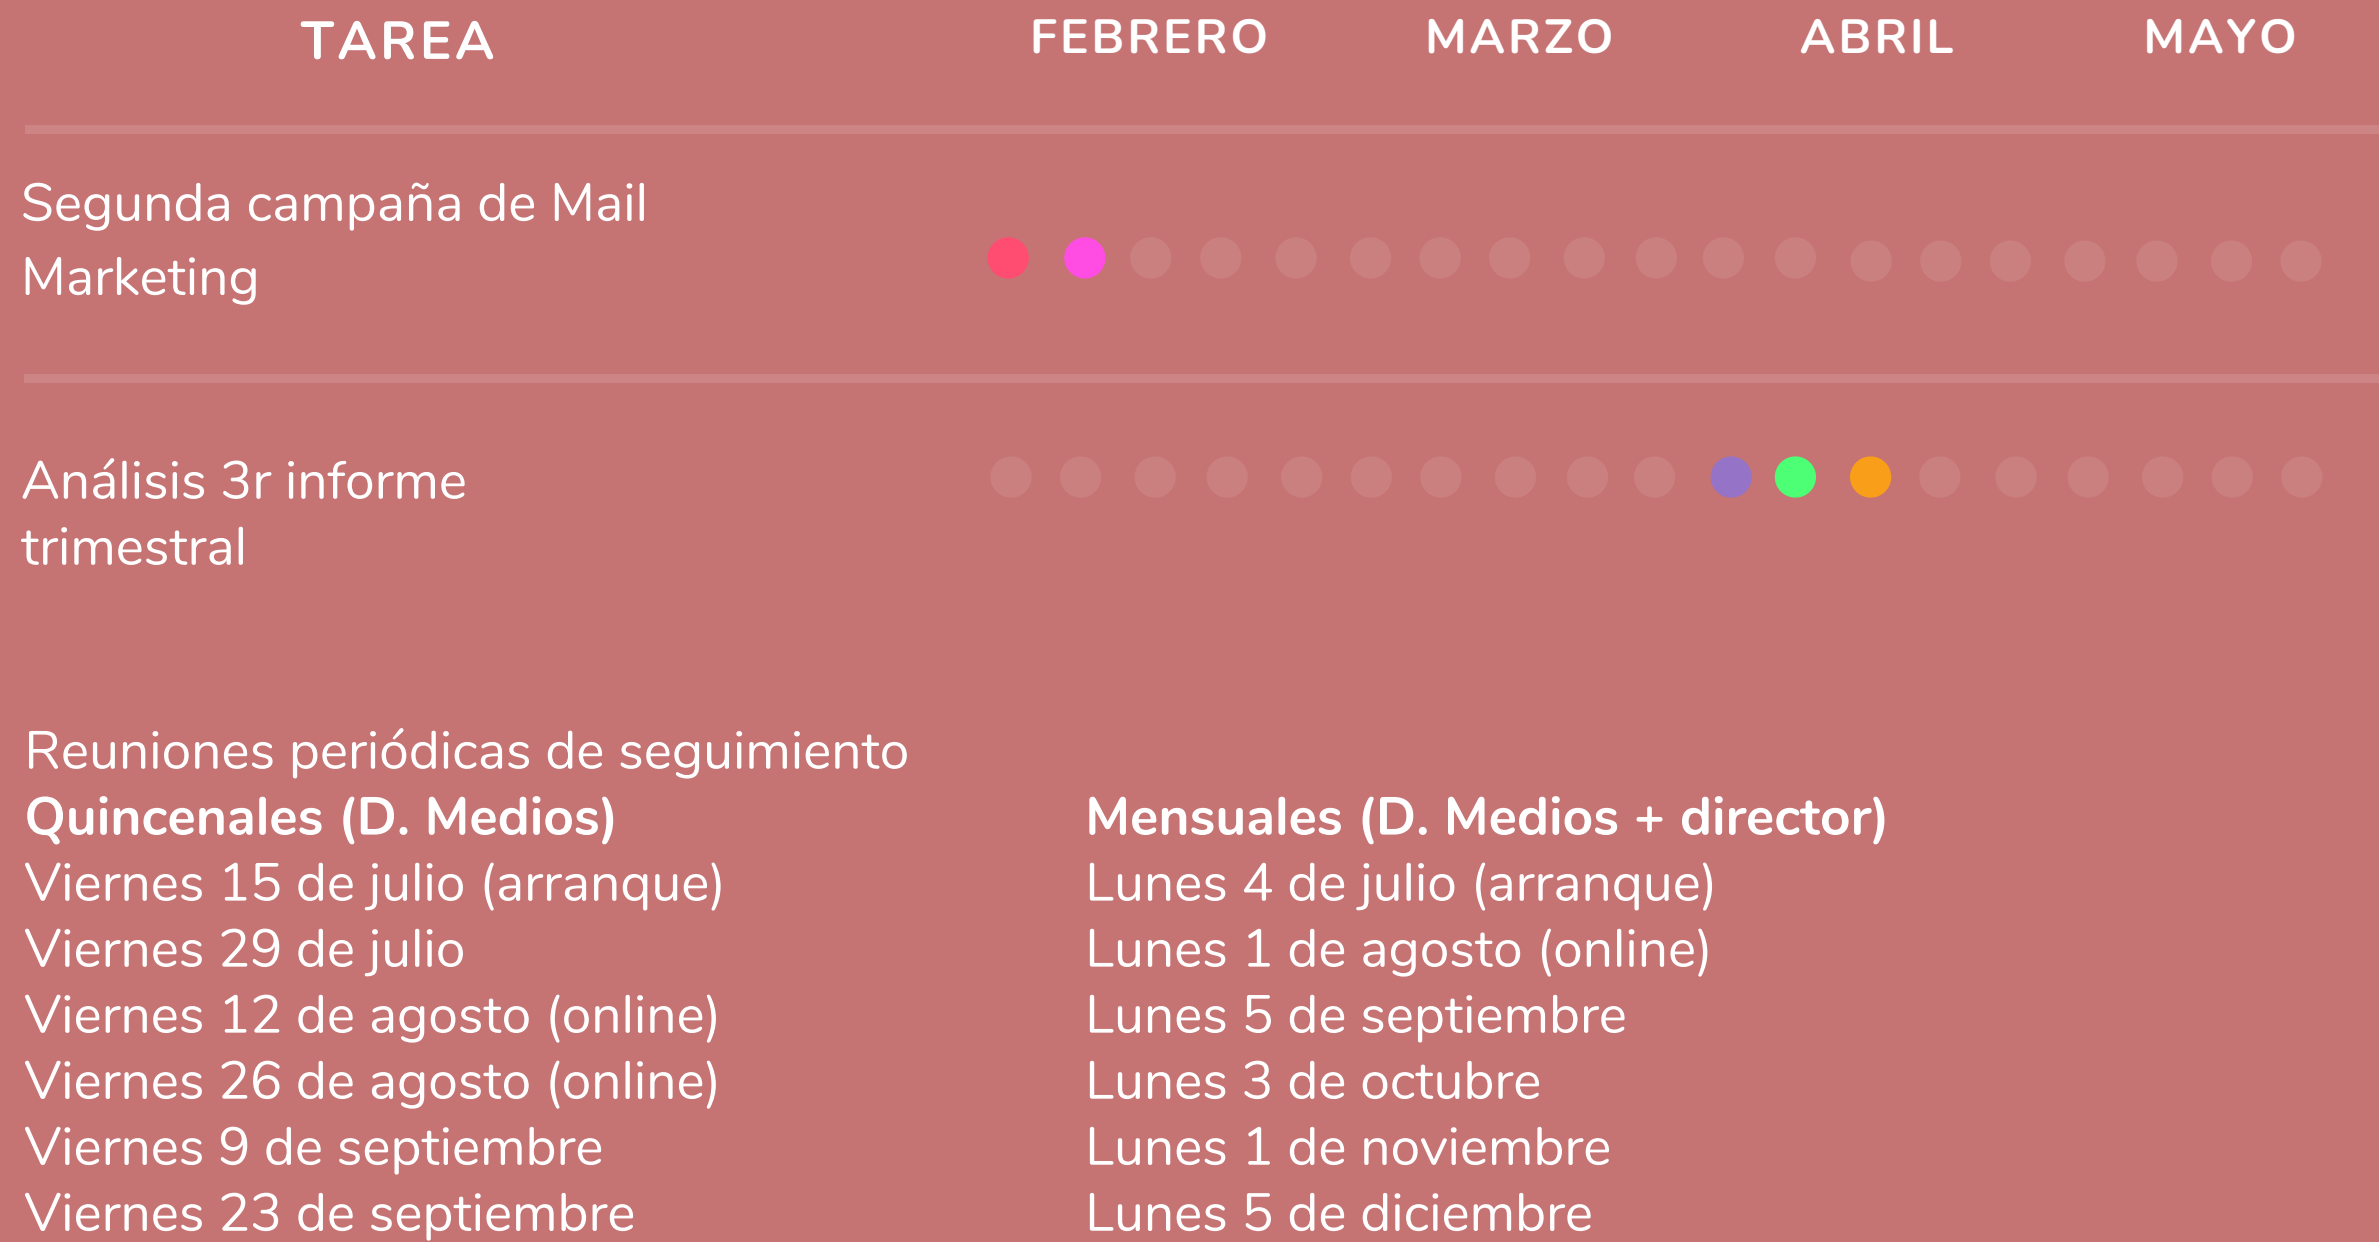 TAREA FEBRERO MARZO ABRIL MAYO
Segunda campaña de Mail
Marketing
Análisis 3r informe
trimestral
Reuniones periódicas de seguimiento
Quincenales (D. Medios)
Viernes 15 de julio (arranque)
Viernes 29 de julio
Viernes 12 de agosto (online)
Viernes 26 de agosto (online)
Viernes 9 de septiembre
Viernes 23 de septiembre
Mensuales (D. Medios + director)
Lunes 4 de julio (arranque)
Lunes 1 de agosto (online)
Lunes 5 de septiembre
Lunes 3 de octubre
Lunes 1 de noviembre
Lunes 5 de diciembre